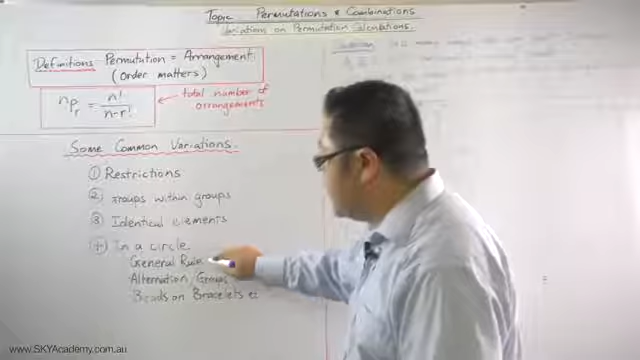 Topic Permutations & Combinations
Variations on Permutation Calculations.
Definitions Permutation = Arrangement
(Order matters)
nPr = n! / n-r!
total number of
arrangements
Some Common Variations.
① Restrictions
② groups within groups
③ Identical elements
④ In a circle
General Rule
Alternation Groups
Beads on Bracelets
www.SKYAcademy.com.au